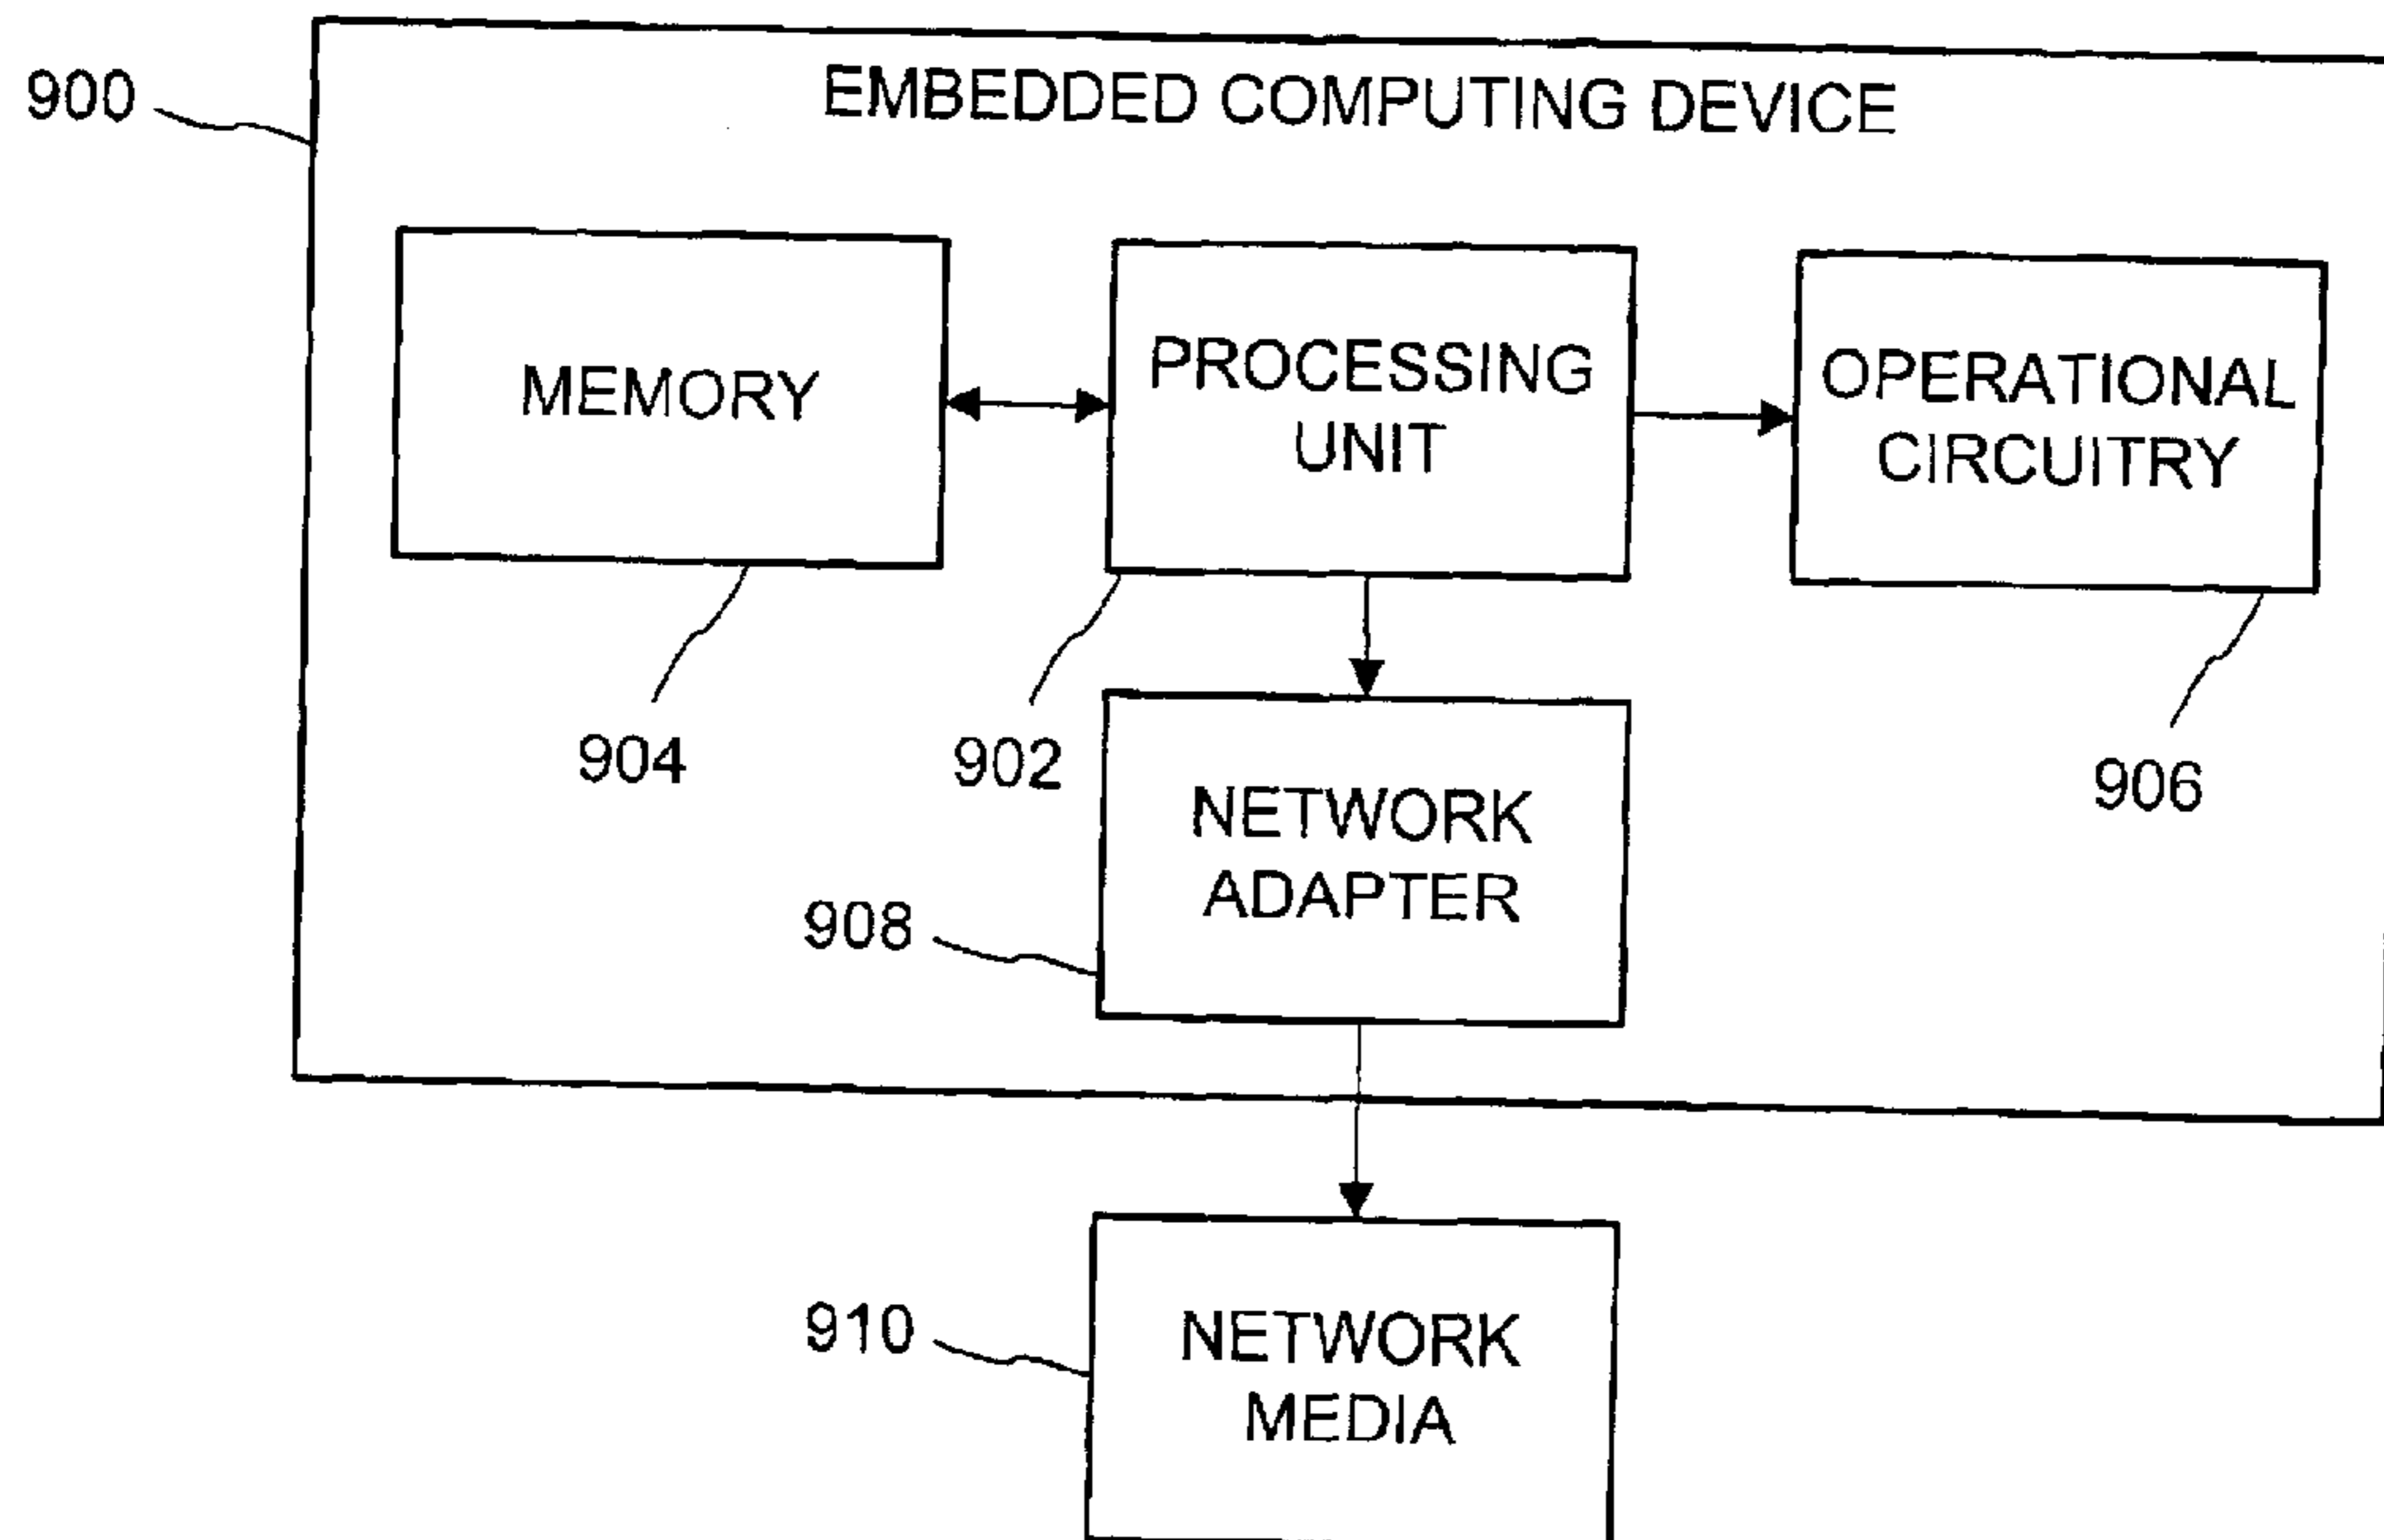 900
EMBEDDED COMPUTING DEVICE
MEMORY
PROCESSING
UNIT
OPERATIONAL
CIRCUITRY
904
902
906
NETWORK
ADAPTER
908
910
NETWORK
MEDIA